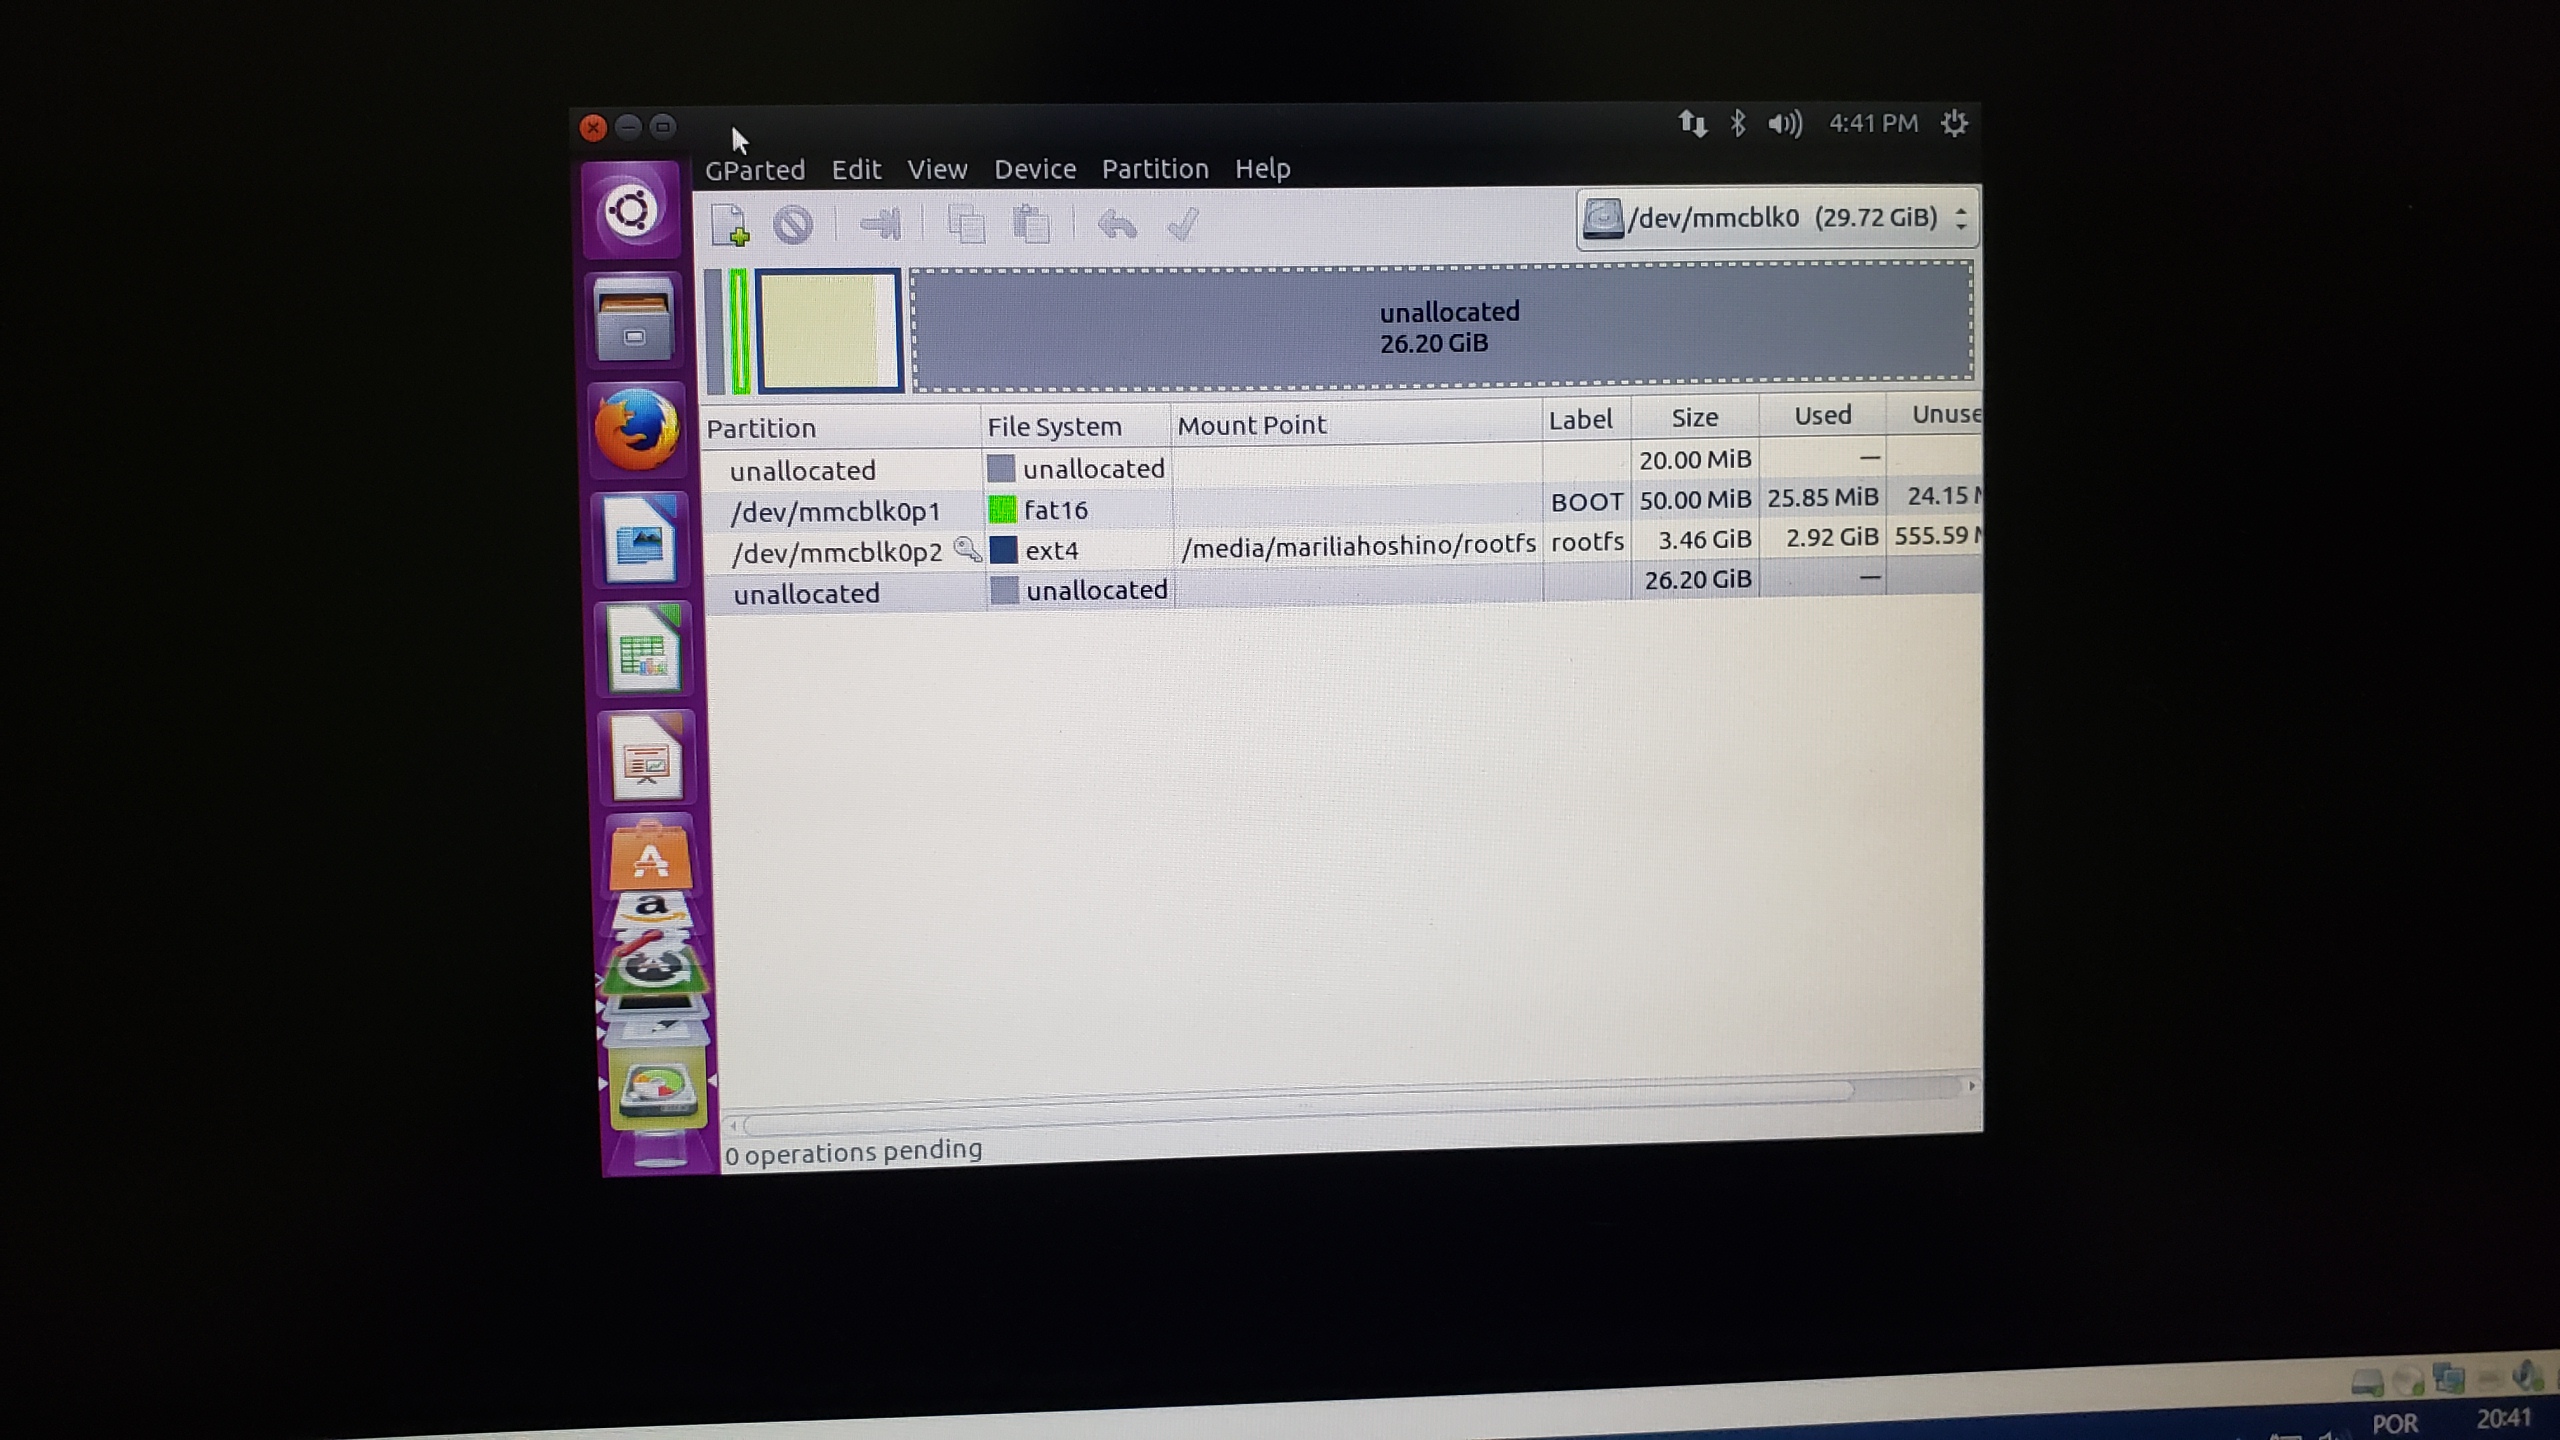 4:41 PM
GParted Edit View Device Partition Help
/dev/mmcblk0 (29.72 GiB)
unallocated
26.20 GiB
Partition File System Mount Point Label Size Used Unuse
unallocated unallocated 20.00 MiB —
/dev/mmcblk0p1 fat16 BOOT 50.00 MiB 25.85 MiB 24.15
/dev/mmcblk0p2 ext4 /media/mariliahoshino/rootfs rootfs 3.46 GiB 2.92 GiB 555.59
unallocated unallocated 26.20 GiB —
A
a
0 operations pending
POR 20:41